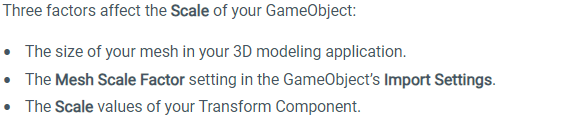 Three factors affect the Scale of your GameObject:
• The size of your mesh in your 3D modeling application.
• The Mesh Scale Factor setting in the GameObject’s Import Settings.
• The Scale values of your Transform Component.